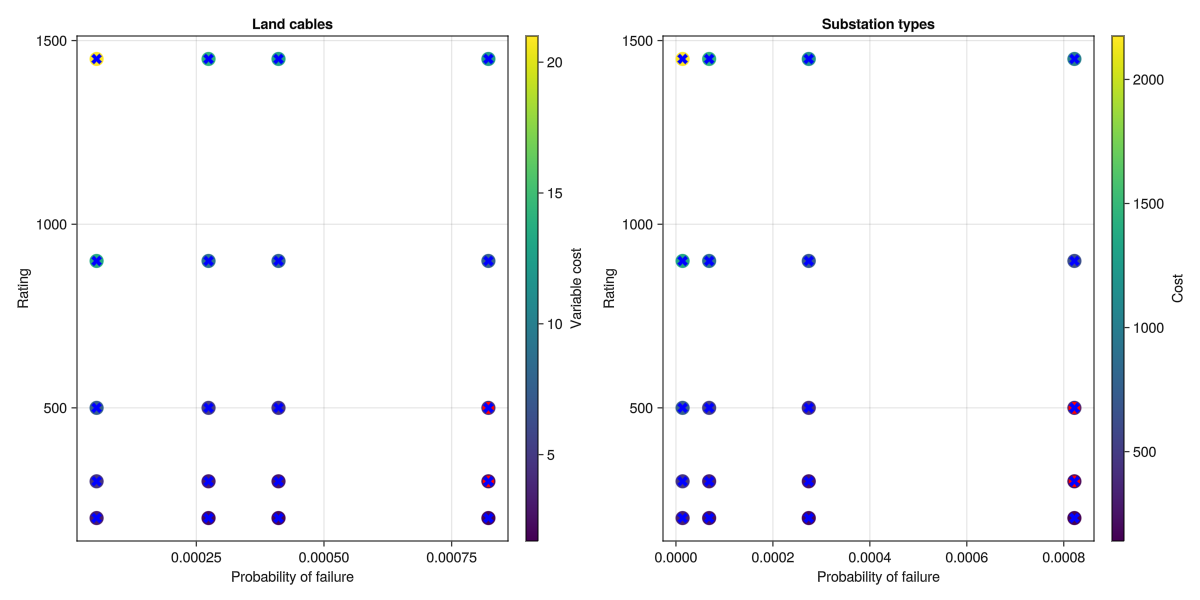 Land cables
1500
1000
500
Rating
0.00025
0.00050
0.00075
Probability of failure
20
15
10
5
Variable cost
Substation types
1500
1000
500
Rating
0.0000
0.0002
0.0004
0.0006
0.0008
Probability of failure
2000
1500
1000
500
Cost